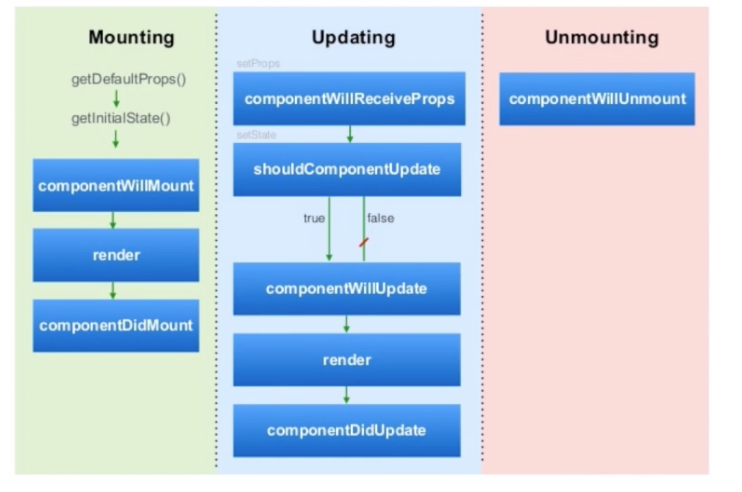 Mounting
getDefaultProps()
getInitialState()
componentWillMount
render
componentDidMount
Updating
setProps
componentWillReceiveProps
setState
shouldComponentUpdate
true
false
componentWillUpdate
render
componentDidUpdate
Unmounting
componentWillUnmount